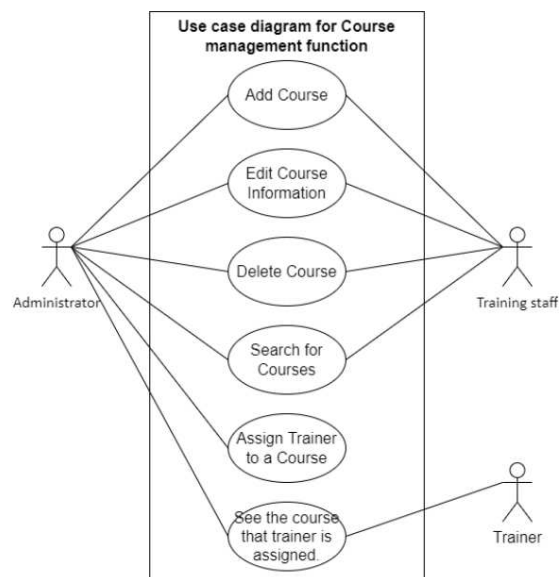 Use case diagram for Course
management function
Add Course
Edit Course
Information
Administrator
Delete Course
Training staff
Search for
Courses
Assign Trainer
to a Course
See the course
that trainer is
assigned.
Trainer